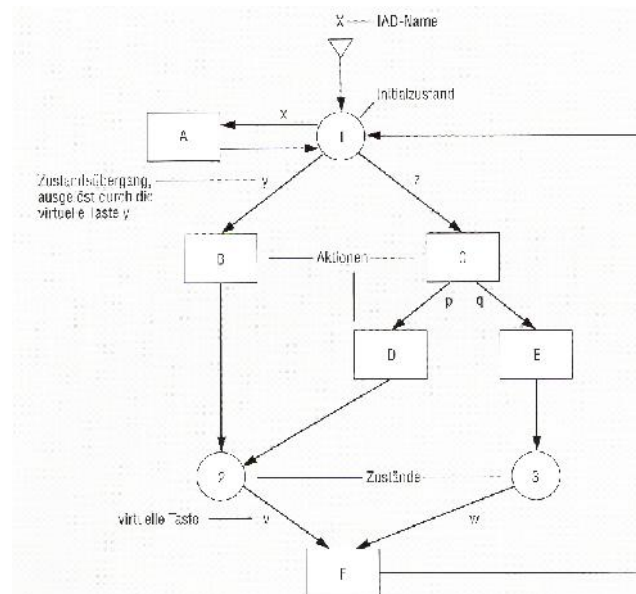 X IAD-Name
Initialzustand
x
A
1
Zustandsübergang,
ausgelöst durch die
virtuelle Taste y
y
z
B
Aktionen
C
p
q
D
E
2
Zustände
3
virtuelle Taste
v
w
F